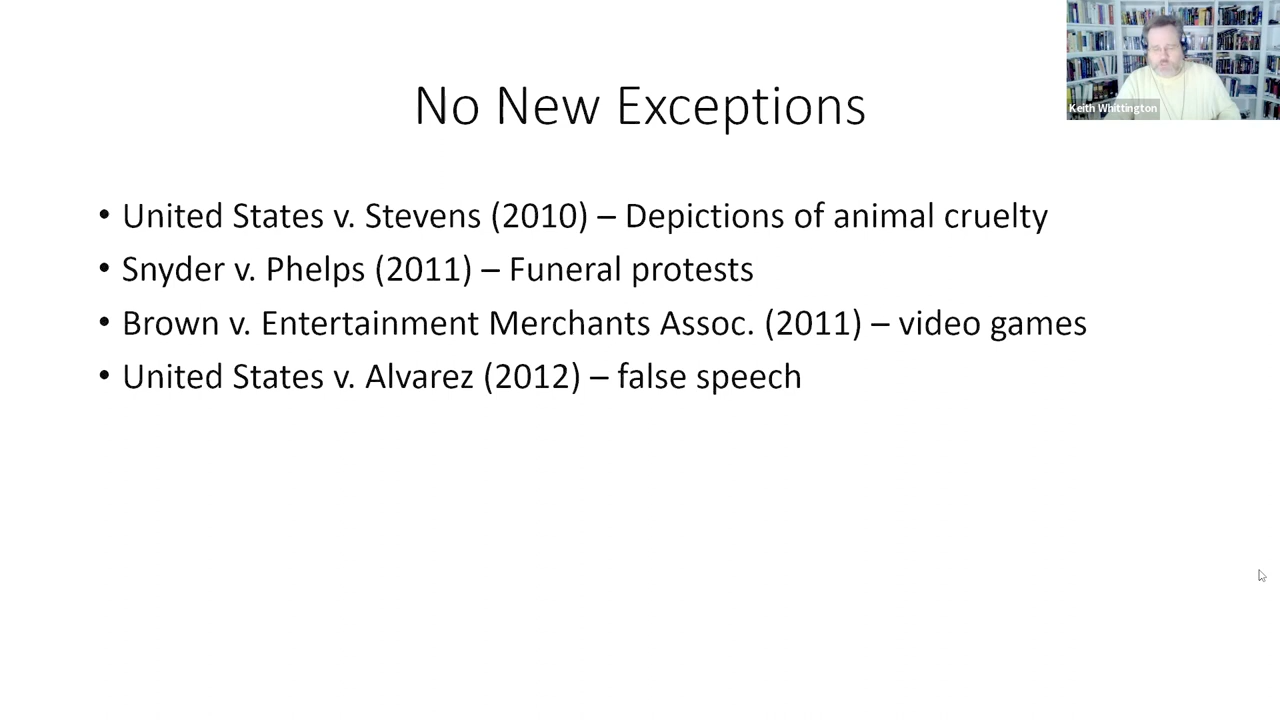 No New Exceptions
Keith Whittington
• United States v. Stevens (2010) – Depictions of animal cruelty
• Snyder v. Phelps (2011) – Funeral protests
• Brown v. Entertainment Merchants Assoc. (2011) – video games
• United States v. Alvarez (2012) – false speech